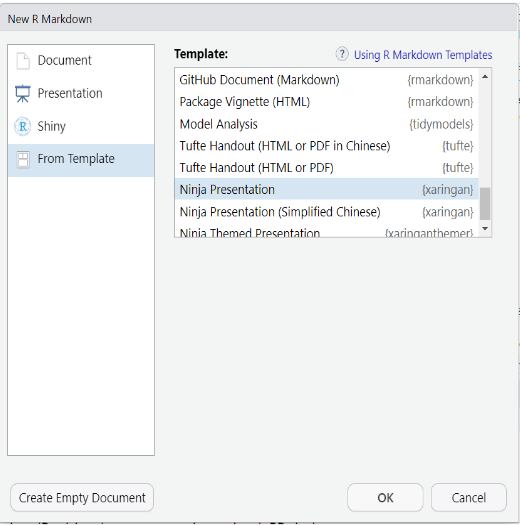 New R Markdown
Document
Presentation
R Shiny
From Template
Template:
? Using R Markdown Templates
GitHub Document (Markdown) {rmarkdown}
Package Vignette (HTML) {rmarkdown}
Model Analysis {tidymodels}
Tufte Handout (HTML or PDF in Chinese) {tufte}
Tufte Handout (HTML or PDF) {tufte}
Ninja Presentation {xaringan}
Ninja Presentation (Simplified Chinese) {xaringan}
Ninja Themed Presentation {xaringanthemer}
Create Empty Document
OK
Cancel